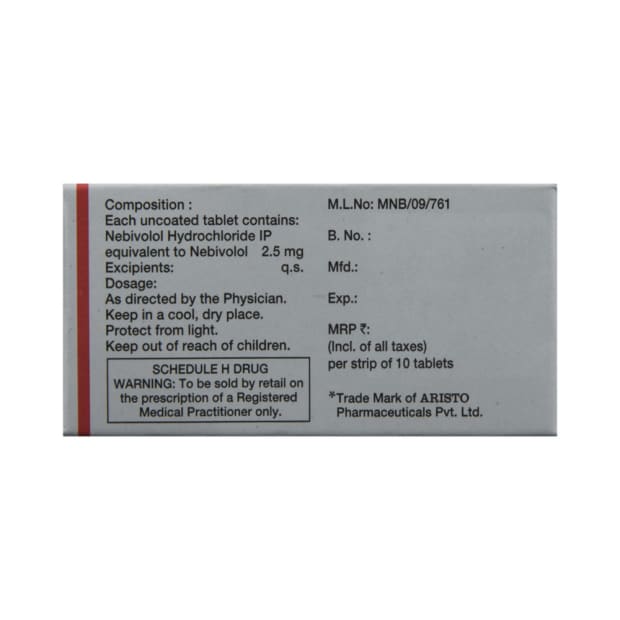 Composition :
Each uncoated tablet contains:
Nebivolol Hydrochloride IP
equivalent to Nebivolol 2.5 mg
Excipients: q.s.
Dosage:
As directed by the Physician.
Keep in a cool, dry place.
Protect from light.
Keep out of reach of children.
SCHEDULE H DRUG
WARNING: To be sold by retail on
the prescription of a Registered
Medical Practitioner only.
M.L.No: MNB/09/761
B. No. :
Mfd.:
Exp.:
MRP ₹:
(Incl. of all taxes)
per strip of 10 tablets
*Trade Mark of ARISTO
Pharmaceuticals Pvt. Ltd.